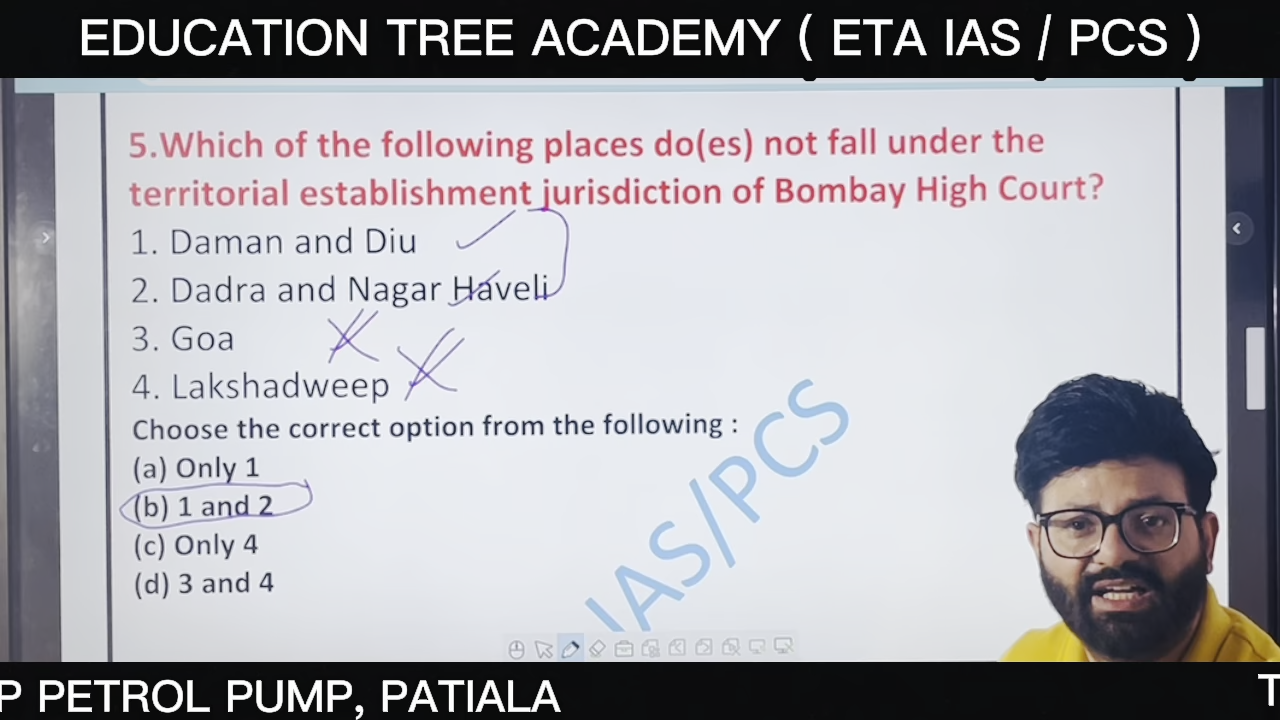 EDUCATION TREE ACADEMY ( ETA IAS / PCS )
5.Which of the following places do(es) not fall under the
territorial establishment jurisdiction of Bombay High Court?
1. Daman and Diu
2. Dadra and Nagar Haveli
3. Goa
4. Lakshadweep
Choose the correct option from the following :
(a) Only 1
(b) 1 and 2
(c) Only 4
(d) 3 and 4
IAS/PCS
P PETROL PUMP, PATIALA
T